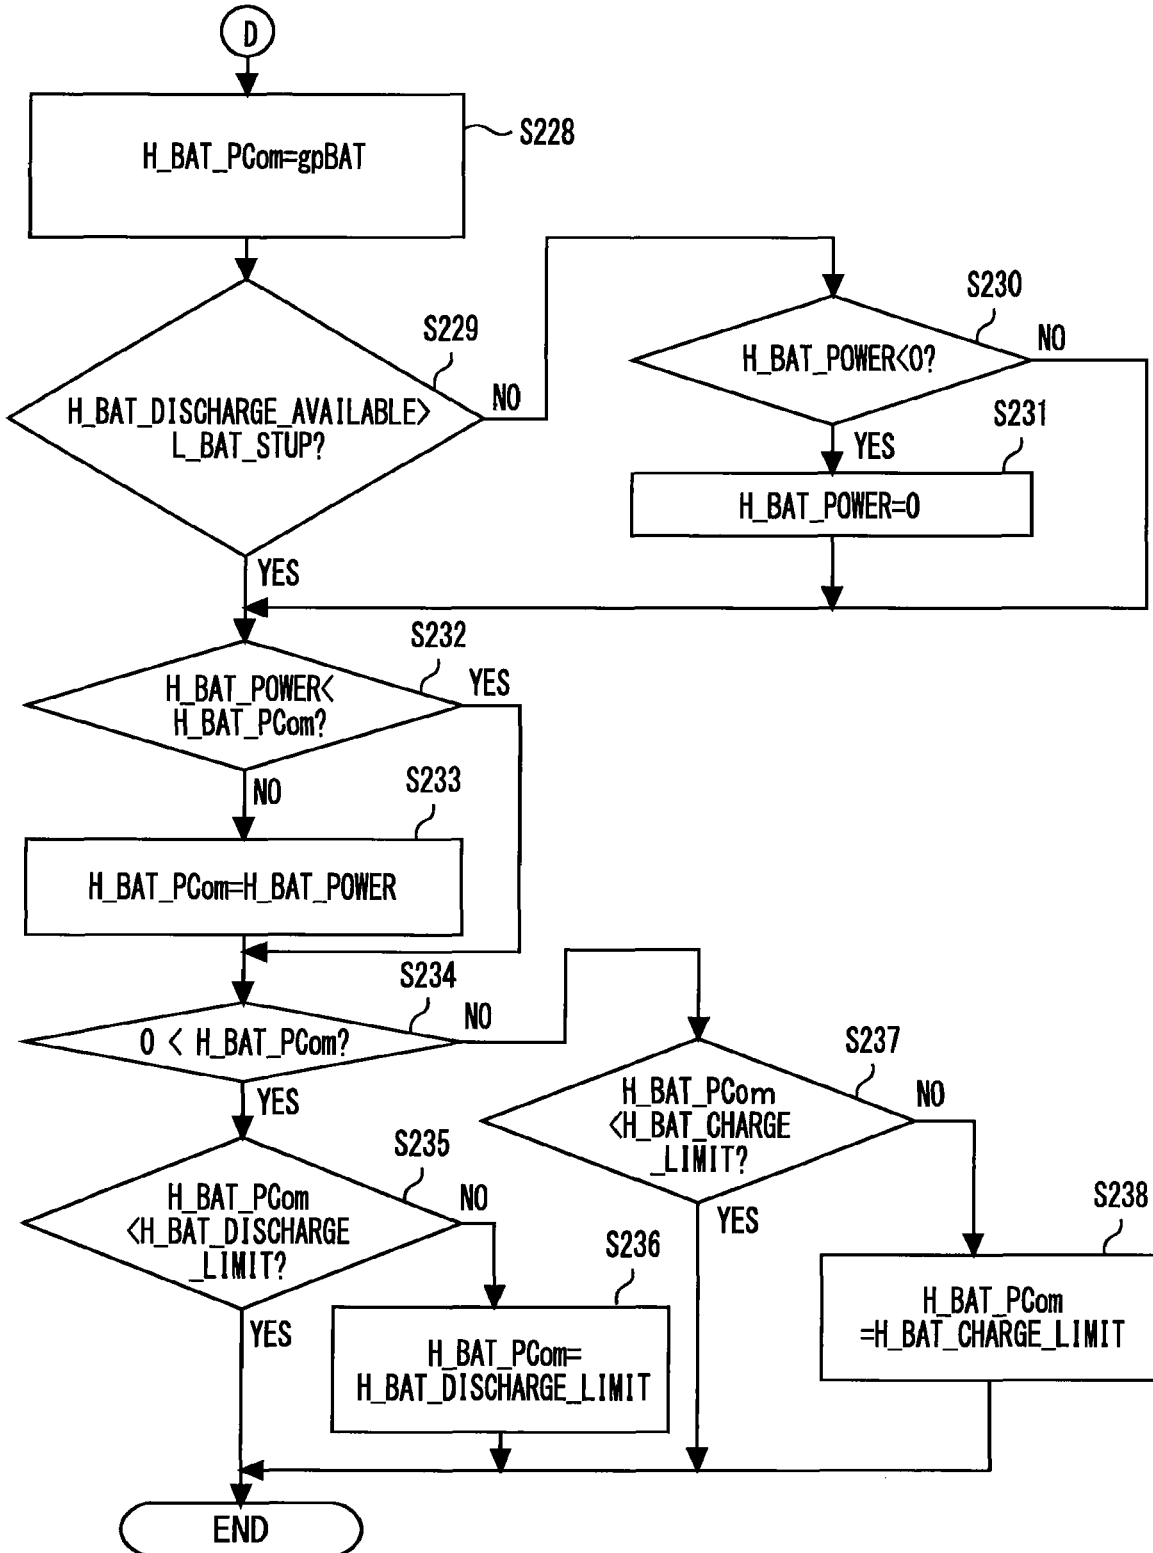 D
H_BAT_PCom=gpBAT
S228
S229
H_BAT_DISCHARGE_AVAILABLE>
L_BAT_STUP?
NO
YES
S230
H_BAT_POWER<0?
NO
YES
S231
H_BAT_POWER=0
S232
H_BAT_POWER<
H_BAT_PCom?
YES
NO
S233
H_BAT_PCom=H_BAT_POWER
S234
0 < H_BAT_PCom?
NO
YES
S235
H_BAT_PCom
<H_BAT_DISCHARGE
_LIMIT?
NO
YES
S236
H_BAT_PCom=
H_BAT_DISCHARGE_LIMIT
S237
H_BAT_PCom
<H_BAT_CHARGE
_LIMIT?
NO
YES
S238
H_BAT_PCom
=H_BAT_CHARGE_LIMIT
END